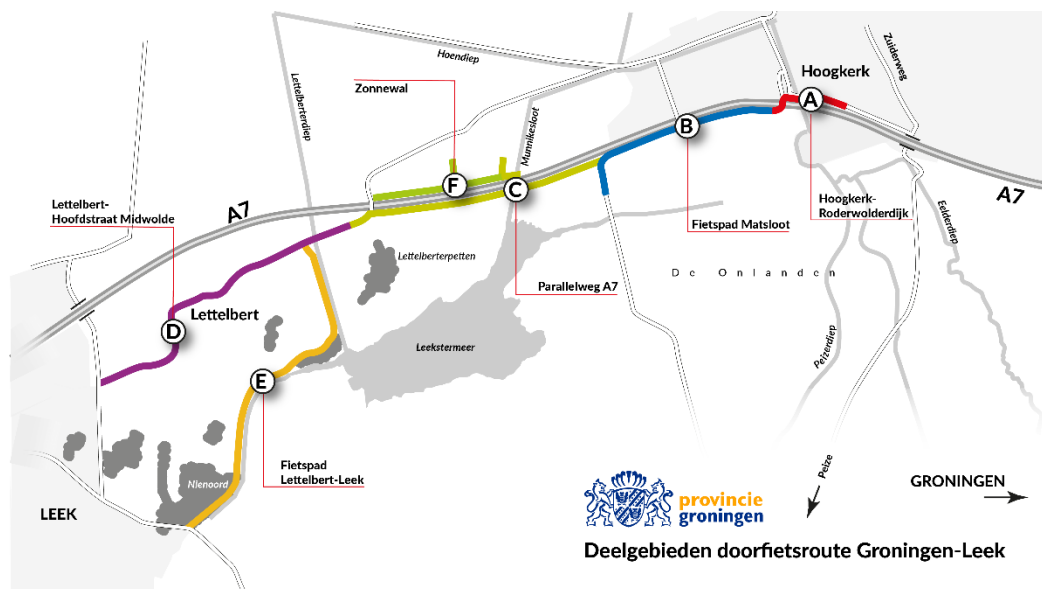 Hoendiep
Zuiderweg
Lettelberterdiep
Zonnewal
Hoogkerk
A
Munnikesloot
B
F
C
A7
A7
Lettelbert-
Hoofdstraat Midwolde
Hoogkerk-
Roderwolderdijk
Eelderdiep
Fietspad Matsloot
Lettelberterpetten
De Onlanden
Parallelweg A7
Lettelbert
D
Leekstermeer
Peizerdiep
E
Fietspad
Lettelbert-Leek
Nienoord
Peize
LEEK
GRONINGEN
provincie
groningen
Deelgebieden doorfietsroute Groningen-Leek